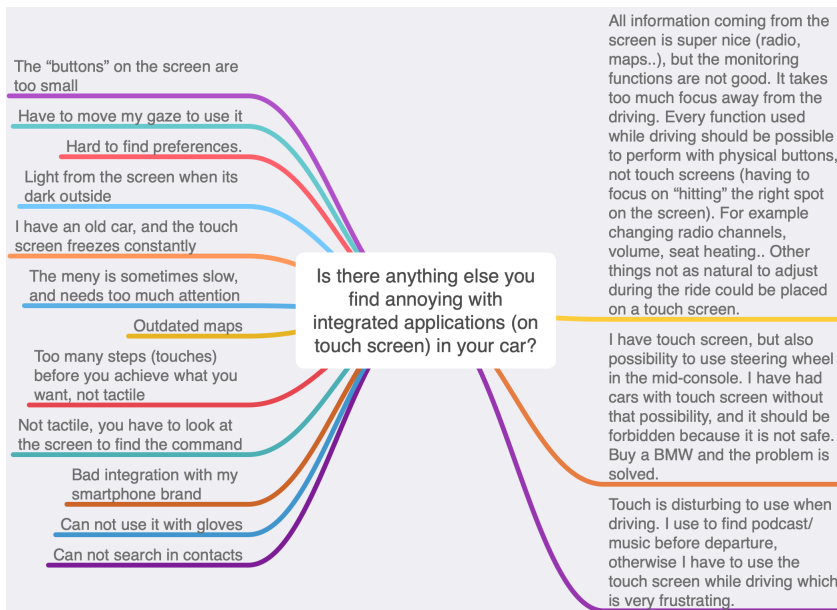 The “buttons” on the screen are
too small
Have to move my gaze to use it
Hard to find preferences.
Light from the screen when its
dark outside
I have an old car, and the touch
screen freezes constantly
The meny is sometimes slow,
and needs too much attention
Outdated maps
Too many steps (touches)
before you achieve what you
want, not tactile
Not tactile, you have to look at
the screen to find the command
Bad integration with my
smartphone brand
Can not use it with gloves
Can not search in contacts
Is there anything else you
find annoying with
integrated applications (on
touch screen) in your car?
All information coming from the
screen is super nice (radio,
maps..), but the monitoring
functions are not good. It takes
too much focus away from the
driving. Every function used
while driving should be possible
to perform with physical buttons,
not touch screens (having to
focus on “hitting” the right spot
on the screen). For example
changing radio channels,
volume, seat heating.. Other
things not as natural to adjust
during the ride could be placed
on a touch screen.
I have touch screen, but also
possibility to use steering wheel
in the mid-console. I have had
cars with touch screen without
that possibility, and it should be
forbidden because it is not safe.
Buy a BMW and the problem is
solved.
Touch is disturbing to use when
driving. I use to find podcast/
music before departure,
otherwise I have to use the
touch screen while driving which
is very frustrating.